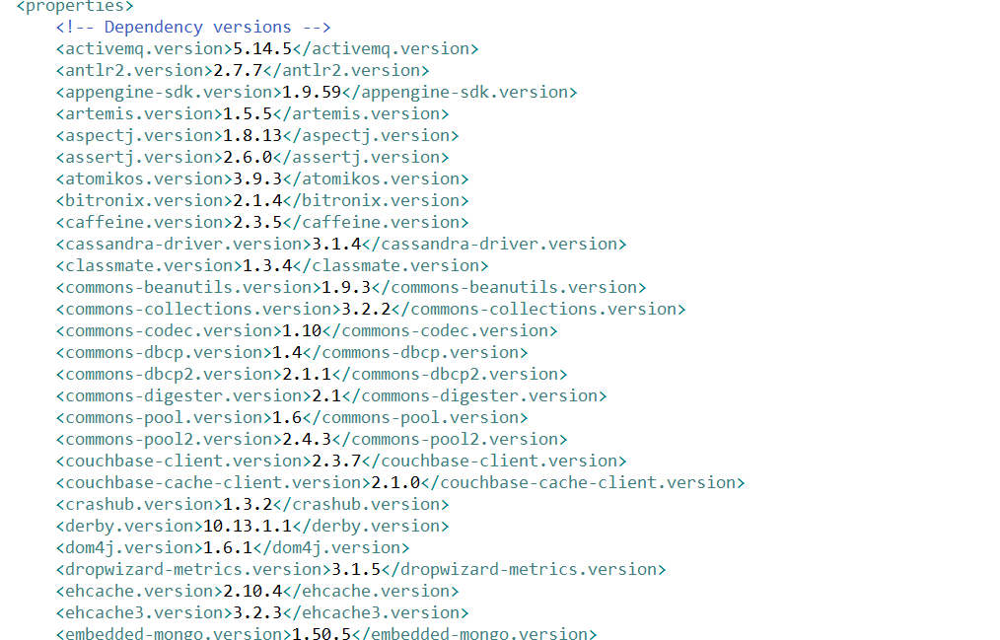 <properties>
<!-- Dependency versions -->
<activemq.version>5.14.5</activemq.version>
<antlr2.version>2.7.7</antlr2.version>
<appengine-sdk.version>1.9.59</appengine-sdk.version>
<artemis.version>1.5.5</artemis.version>
<aspectj.version>1.8.13</aspectj.version>
<assertj.version>2.6.0</assertj.version>
<atomikos.version>3.9.3</atomikos.version>
<bitronix.version>2.1.4</bitronix.version>
<caffeine.version>2.3.5</caffeine.version>
<cassandra-driver.version>3.1.4</cassandra-driver.version>
<classmate.version>1.3.4</classmate.version>
<commons-beanutils.version>1.9.3</commons-beanutils.version>
<commons-collections.version>3.2.2</commons-collections.version>
<commons-codec.version>1.10</commons-codec.version>
<commons-dbcp.version>1.4</commons-dbcp.version>
<commons-dbcp2.version>2.1.1</commons-dbcp2.version>
<commons-digester.version>2.1</commons-digester.version>
<commons-pool.version>1.6</commons-pool.version>
<commons-pool2.version>2.4.3</commons-pool2.version>
<couchbase-client.version>2.3.7</couchbase-client.version>
<couchbase-cache-client.version>2.1.0</couchbase-cache-client.version>
<crashub.version>1.3.2</crashub.version>
<derby.version>10.13.1.1</derby.version>
<dom4j.version>1.6.1</dom4j.version>
<dropwizard-metrics.version>3.1.5</dropwizard-metrics.version>
<ehcache.version>2.10.4</ehcache.version>
<ehcache3.version>3.2.3</ehcache3.version>
<embedded-mongo.version>1.50.5</embedded-mongo.version>